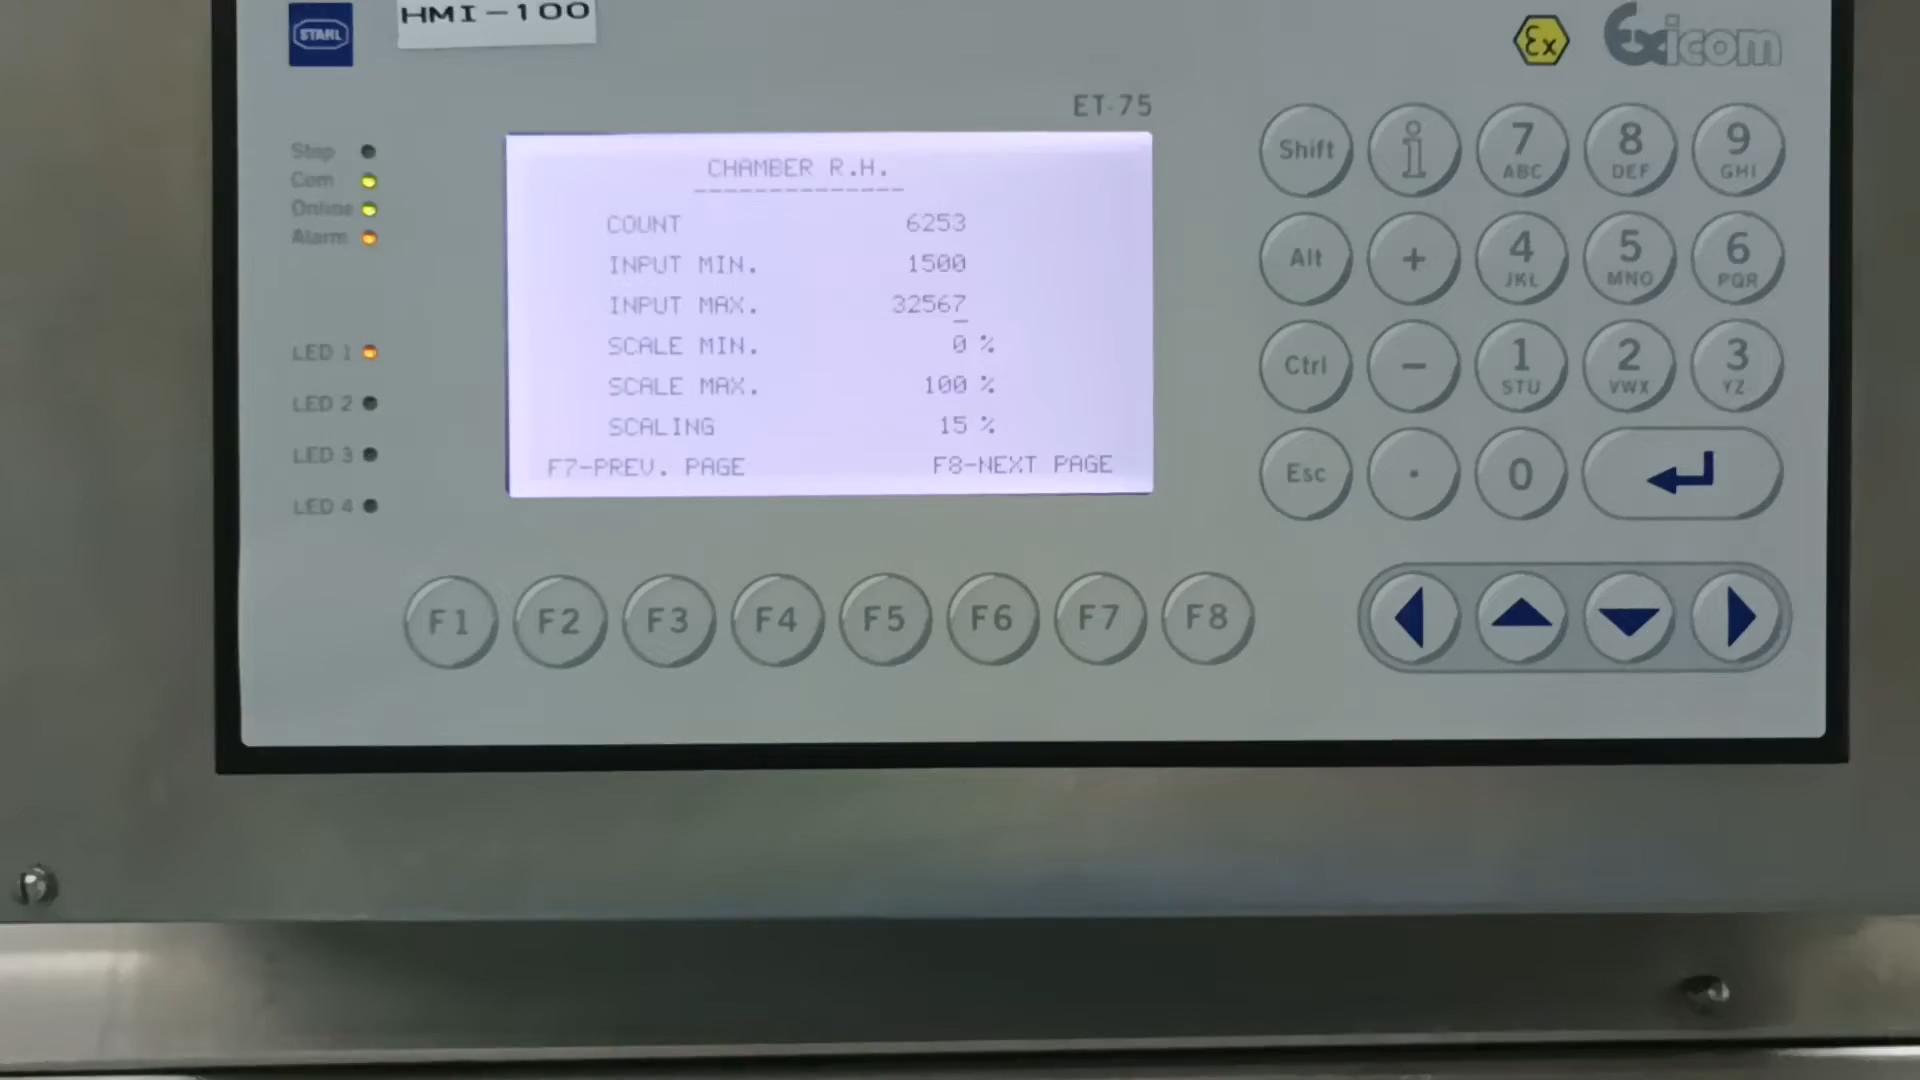 STAHL
HMI-100
Ex
Exicom
ET-75
Stop
Com
Online
Alarm
LED 1
LED 2
LED 3
LED 4
CHAMBER R.H.
--------------
COUNT 6253
INPUT MIN. 1500
INPUT MAX. 32567
SCALE MIN. 0 %
SCALE MAX. 100 %
SCALING 15 %
F7-PREV. PAGE F8-NEXT PAGE
Shift i 7 ABC 8 DEF 9 GHI
Alt + 4 JKL 5 MNO 6 PQR
Ctrl - 1 STU 2 VWX 3 YZ
Esc . 0
F1 F2 F3 F4 F5 F6 F7 F8